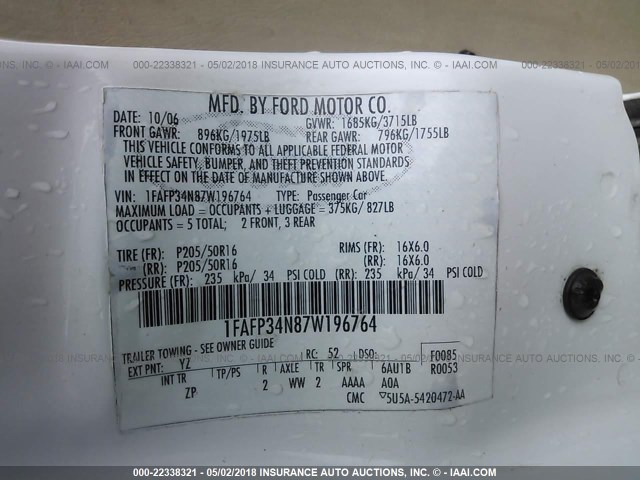 000-22338321 - 05/02/2018 INSURANCE AUTO AUCTIONS, INC. - © IAAI.COM
MFD. BY FORD MOTOR CO.
DATE: 10/06 GVWR: 1685KG/3715LB
FRONT GAWR: 896KG/1975LB REAR GAWR: 796KG/1755LB
THIS VEHICLE CONFORMS TO ALL APPLICABLE FEDERAL MOTOR
VEHICLE SAFETY, BUMPER, AND THEFT PREVENTION STANDARDS
IN EFFECT ON THE DATE OF MANUFACTURE SHOWN ABOVE.
VIN: 1FAFP34N87W196764 TYPE: Passenger Car
MAXIMUM LOAD = OCCUPANTS + LUGGAGE = 375KG/ 827LB
OCCUPANTS = 5 TOTAL; 2 FRONT, 3 REAR
TIRE (FR): P205/50R16 RIMS (FR): 16X6.0
(RR): P205/50R16 (RR): 16X6.0
PRESSURE (FR): 235 kPa/ 34 PSI COLD (RR): 235 kPa/ 34 PSI COLD
1FAFP34N87W196764
TRAILER TOWING - SEE OWNER GUIDE
EXT PNT: YZ RC: 52 DSO: F0085
INT TR TP/PS R AXLE TR SPR 6AU1B R0053
ZP 2 WW 2 AAAA A0A
CMC ▽5U5A-5420472-AA
000-22338321 - 05/02/2018 INSURANCE AUTO AUCTIONS, INC. - © IAAI.COM